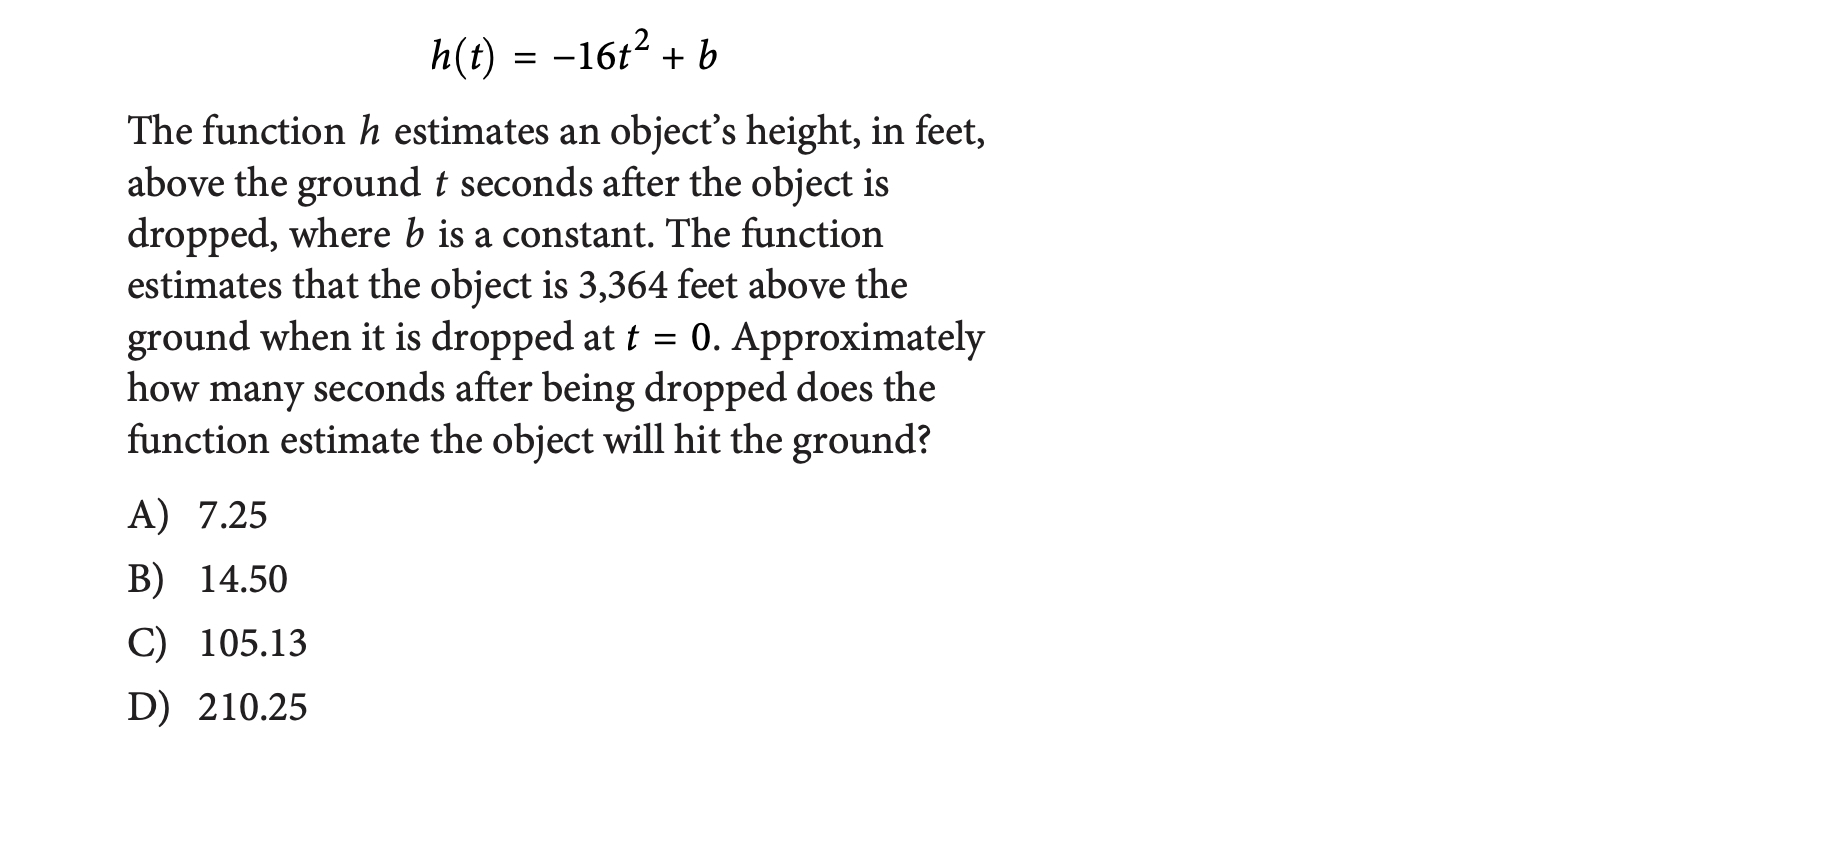 h(t) = −16t² + b
The function h estimates an object’s height, in feet,
above the ground t seconds after the object is
dropped, where b is a constant. The function
estimates that the object is 3,364 feet above the
ground when it is dropped at t = 0. Approximately
how many seconds after being dropped does the
function estimate the object will hit the ground?
A) 7.25
B) 14.50
C) 105.13
D) 210.25